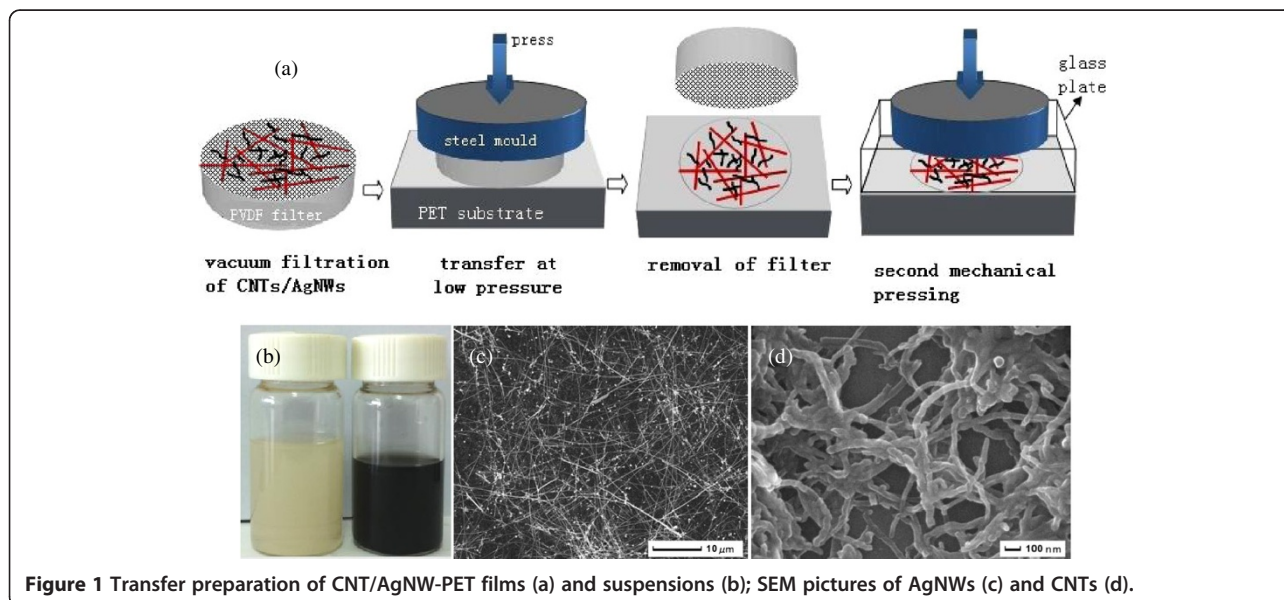 (a)
press
glass
plate
steel mould
PVDF filter
PET substrate
vacuum filtration
of CNTs/AgNWs
transfer at
low pressure
removal of filter
second mechanical
pressing
(b)
(c)
(d)
10 μm
100 nm
Figure 1 Transfer preparation of CNT/AgNW-PET films (a) and suspensions (b); SEM pictures of AgNWs (c) and CNTs (d).